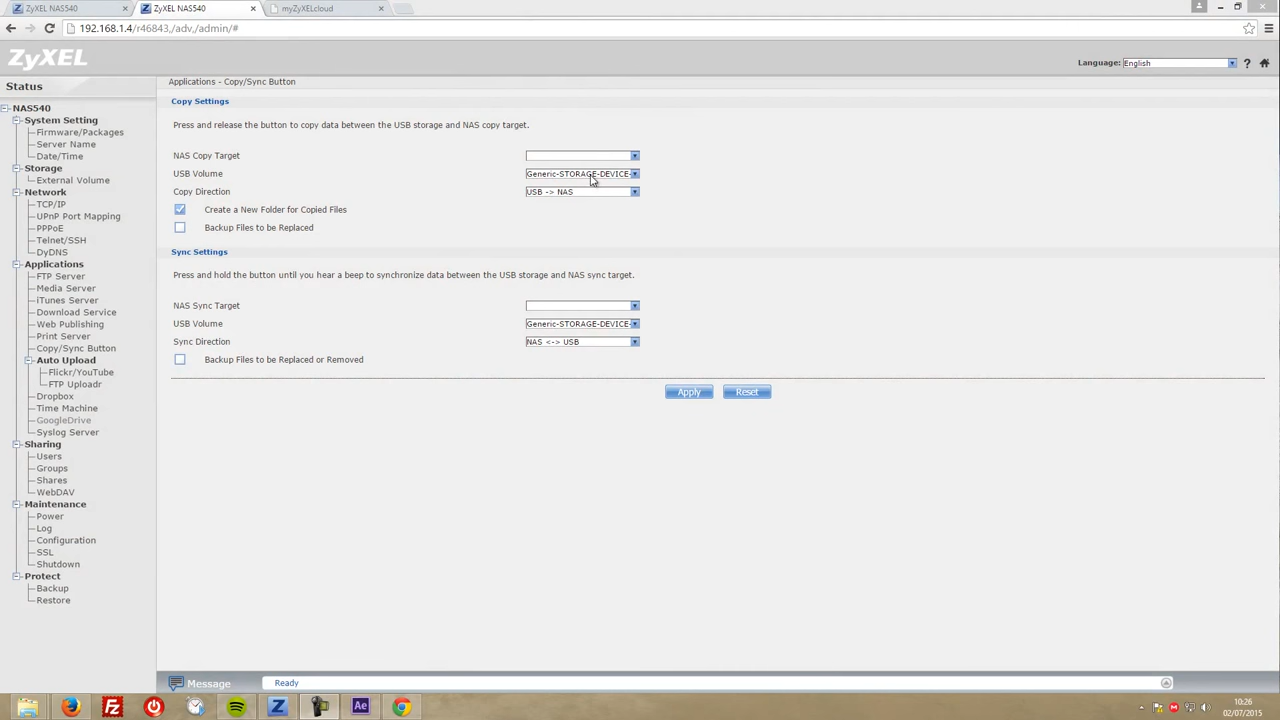 ZyXEL NAS540
ZyXEL NAS540
myZyXELcloud
192.168.1.4/r46843,/adv,/admin/#
ZyXEL
Language: English
Status
Applications - Copy/Sync Button
NAS540
System Setting
Firmware/Packages
Server Name
Date/Time
Storage
External Volume
Network
TCP/IP
UPnP Port Mapping
PPPoE
Telnet/SSH
DyDNS
Applications
FTP Server
Media Server
iTunes Server
Download Service
Web Publishing
Print Server
Copy/Sync Button
Auto Upload
Flickr/YouTube
FTP Uploadr
Dropbox
Time Machine
GoogleDrive
Syslog Server
Sharing
Users
Groups
Shares
WebDAV
Maintenance
Power
Log
Configuration
SSL
Shutdown
Protect
Backup
Restore
Copy Settings
Press and release the button to copy data between the USB storage and NAS copy target.
NAS Copy Target
USB Volume Generic-STORAGE-DEVICE-
Copy Direction USB -> NAS
Create a New Folder for Copied Files
Backup Files to be Replaced
Sync Settings
Press and hold the button until you hear a beep to synchronize data between the USB storage and NAS sync target.
NAS Sync Target
USB Volume Generic-STORAGE-DEVICE-
Sync Direction NAS <-> USB
Backup Files to be Replaced or Removed
Apply Reset
Message Ready
10:26
02/07/2015